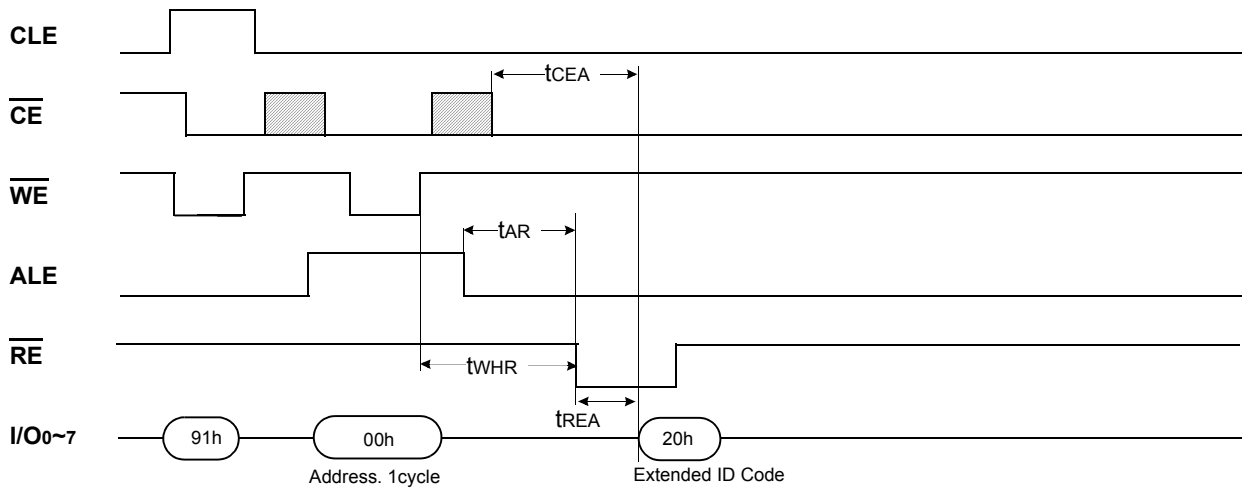 CLE
tCEA
CE
WE
tAR
ALE
RE
tWHR
tREA
I/O0~7
91h
00h
20h
Address. 1cycle
Extended ID Code